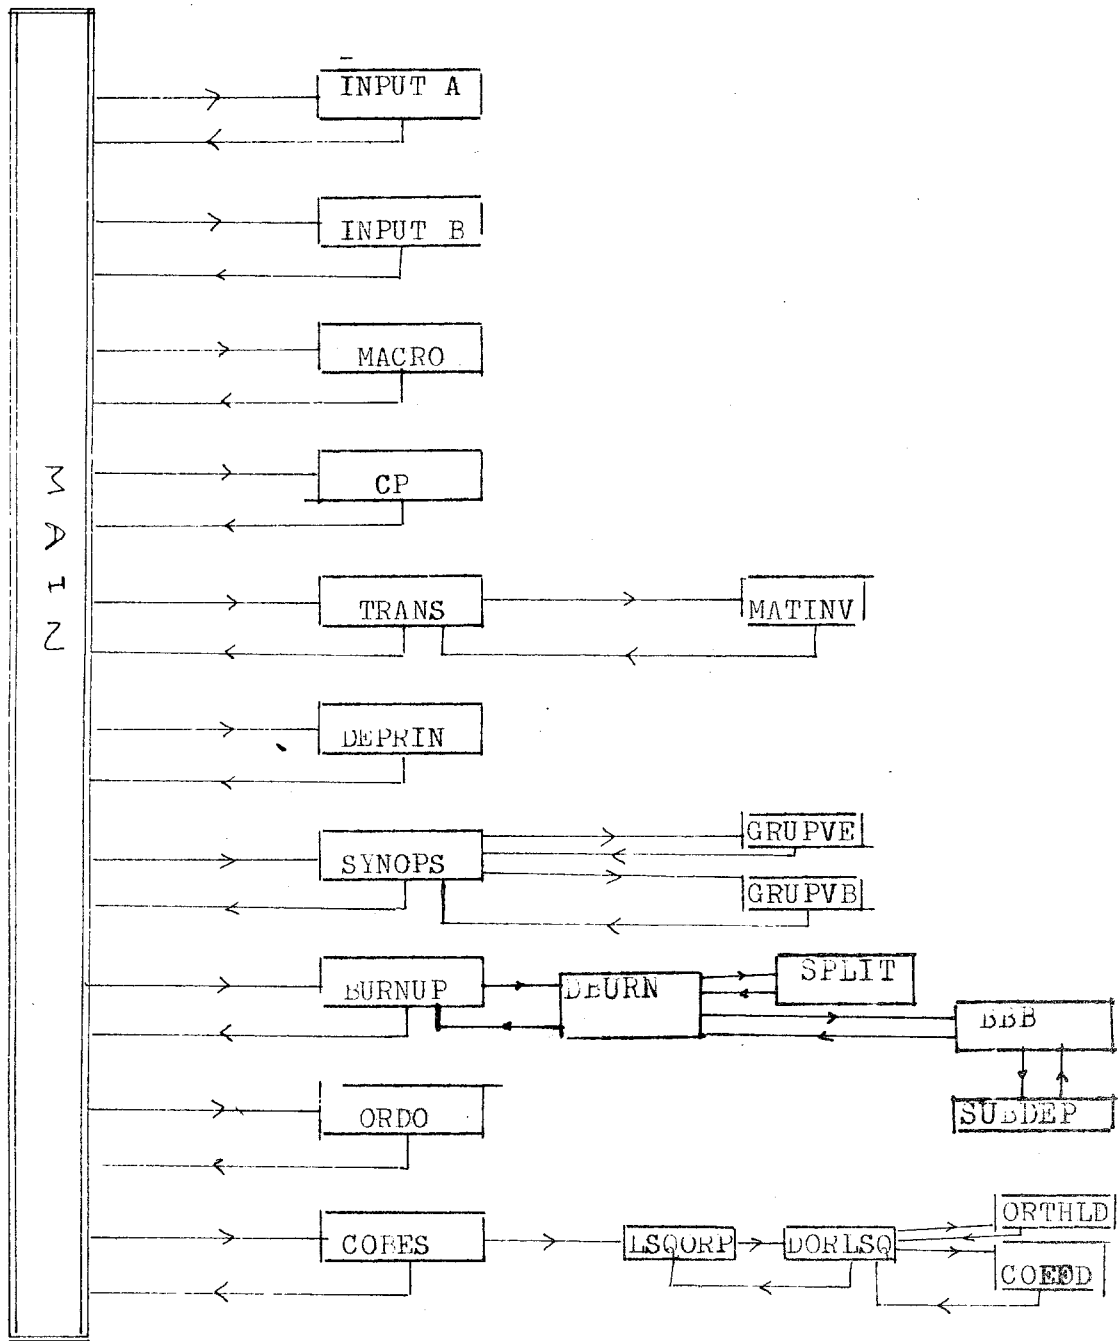 MAIN
INPUT A
INPUT B
MACRO
CP
TRANS
MATINV
DEPRIN
SYNOPS
GRUPVE
GRUPVB
BURNUP
DBURN
SPLIT
BBB
SUBDEP
ORDO
COBES
LSQORP
DORLSQ
ORTHLD